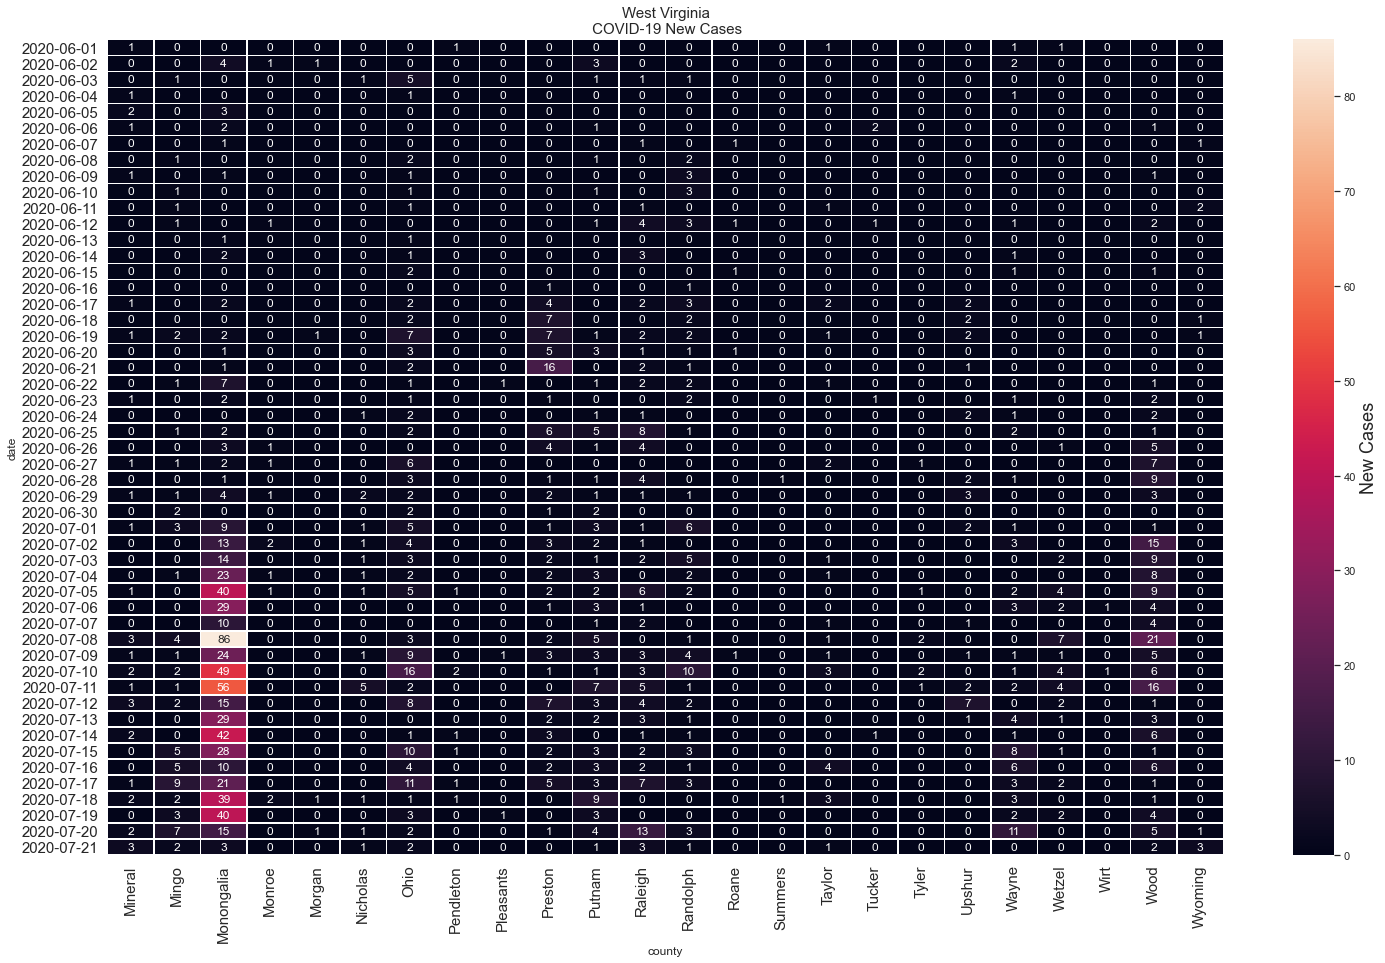 West Virginia
COVID-19 New Cases
2020-06-01 1 0 0 0 0 0 0 1 0 0 0 0 0 0 0 1 0 0 0 1 1 0 0 0
2020-06-02 0 0 4 1 1 0 0 0 0 0 3 0 0 0 0 0 0 0 0 2 0 0 0 0
2020-06-03 0 1 0 0 0 1 5 0 0 0 1 1 1 0 0 0 0 0 0 0 0 0 0 0
2020-06-04 1 0 0 0 0 0 1 0 0 0 0 0 0 0 0 0 0 0 0 1 0 0 0 0
2020-06-05 2 0 3 0 0 0 0 0 0 0 0 0 0 0 0 0 0 0 0 0 0 0 0 0
2020-06-06 1 0 2 0 0 0 0 0 0 0 1 0 0 0 0 0 2 0 0 0 0 0 1 0
2020-06-07 0 0 1 0 0 0 0 0 0 0 0 1 0 1 0 0 0 0 0 0 0 0 0 1
2020-06-08 0 1 0 0 0 0 2 0 0 0 1 0 2 0 0 0 0 0 0 0 0 0 0 0
2020-06-09 1 0 1 0 0 0 1 0 0 0 0 0 3 0 0 0 0 0 0 0 0 0 1 0
2020-06-10 0 1 0 0 0 0 1 0 0 0 1 0 3 0 0 0 0 0 0 0 0 0 0 0
2020-06-11 0 1 0 0 0 0 1 0 0 0 0 1 0 0 0 1 0 0 0 0 0 0 0 2
2020-06-12 0 1 0 1 0 0 0 0 0 0 1 4 3 1 0 0 1 0 0 1 0 0 2 0
2020-06-13 0 0 1 0 0 0 1 0 0 0 0 0 0 0 0 0 0 0 0 0 0 0 0 0
2020-06-14 0 0 2 0 0 0 1 0 0 0 0 3 0 0 0 0 0 0 0 1 0 0 0 0
2020-06-15 0 0 0 0 0 0 2 0 0 0 0 0 0 1 0 0 0 0 0 1 0 0 1 0
2020-06-16 0 0 0 0 0 0 0 0 0 1 0 0 1 0 0 0 0 0 0 0 0 0 0 0
2020-06-17 1 0 2 0 0 0 2 0 0 4 0 2 3 0 0 2 0 0 2 0 0 0 0 0
2020-06-18 0 0 0 0 0 0 2 0 0 7 0 0 2 0 0 0 0 0 2 0 0 0 0 1
2020-06-19 1 2 2 0 1 0 7 0 0 7 1 2 2 0 0 1 0 0 2 0 0 0 0 1
2020-06-20 0 0 1 0 0 0 3 0 0 5 3 1 1 1 0 0 0 0 0 0 0 0 0 0
2020-06-21 0 0 1 0 0 0 2 0 0 16 0 2 1 0 0 0 0 0 1 0 0 0 0 0
2020-06-22 0 1 7 0 0 0 1 0 1 0 1 2 2 0 0 1 0 0 0 0 0 0 1 0
2020-06-23 1 0 2 0 0 0 1 0 0 1 0 0 2 0 0 0 1 0 0 1 0 0 2 0
2020-06-24 0 0 0 0 0 1 2 0 0 0 1 1 0 0 0 0 0 0 2 1 0 0 2 0
2020-06-25 0 1 2 0 0 0 2 0 0 6 5 8 1 0 0 0 0 0 0 2 0 0 1 0
2020-06-26 0 0 3 1 0 0 0 0 0 4 1 4 0 0 0 0 0 0 0 0 1 0 5 0
2020-06-27 1 1 2 1 0 0 6 0 0 0 0 0 0 0 0 2 0 1 0 0 0 0 7 0
2020-06-28 0 0 1 0 0 0 3 0 0 1 1 4 0 0 1 0 0 0 2 1 0 0 9 0
2020-06-29 1 1 4 1 0 2 2 0 0 2 1 1 1 0 0 0 0 0 3 0 0 0 3 0
2020-06-30 0 2 0 0 0 0 2 0 0 1 2 0 0 0 0 0 0 0 0 0 0 0 0 0
2020-07-01 1 3 9 0 0 1 5 0 0 1 3 1 6 0 0 0 0 0 2 1 0 0 1 0
2020-07-02 0 0 13 2 0 1 4 0 0 3 2 1 0 0 0 0 0 0 0 3 0 0 15 0
2020-07-03 0 0 14 0 0 1 3 0 0 2 1 2 5 0 0 1 0 0 0 0 2 0 9 0
2020-07-04 0 1 23 1 0 1 2 0 0 2 3 0 2 0 0 1 0 0 0 0 0 0 8 0
2020-07-05 1 0 40 1 0 1 5 1 0 2 2 6 2 0 0 0 0 1 0 2 4 0 9 0
2020-07-06 0 0 29 0 0 0 0 0 0 1 3 1 0 0 0 0 0 0 0 3 2 1 4 0
2020-07-07 0 0 10 0 0 0 0 0 0 0 1 2 0 0 0 1 0 0 1 0 0 0 4 0
2020-07-08 3 4 86 0 0 0 3 0 0 2 5 0 1 0 0 1 0 2 0 0 7 0 21 0
2020-07-09 1 1 24 0 0 1 9 0 1 3 3 3 4 1 0 1 0 0 1 1 1 0 5 0
2020-07-10 2 2 49 0 0 0 16 2 0 1 1 3 10 0 0 3 0 2 0 1 4 1 6 0
2020-07-11 1 1 56 0 0 5 2 0 0 0 7 5 1 0 0 0 0 1 2 2 4 0 16 0
2020-07-12 3 2 15 0 0 0 8 0 0 7 3 4 2 0 0 0 0 0 7 0 2 0 1 0
2020-07-13 0 0 29 0 0 0 0 0 0 2 2 3 1 0 0 0 0 0 1 4 1 0 3 0
2020-07-14 2 0 42 0 0 0 1 1 0 3 0 1 1 0 0 0 1 0 0 1 0 0 6 0
2020-07-15 0 5 28 0 0 0 10 1 0 2 3 2 3 0 0 0 0 0 0 8 1 0 1 0
2020-07-16 0 5 10 0 0 0 4 0 0 2 3 2 1 0 0 4 0 0 0 6 0 0 6 0
2020-07-17 1 9 21 0 0 0 11 1 0 5 3 7 3 0 0 0 0 0 0 3 2 0 1 0
2020-07-18 2 2 39 2 1 1 1 1 0 0 9 0 0 0 1 3 0 0 0 3 0 0 1 0
2020-07-19 0 3 40 0 0 0 3 0 1 0 3 0 0 0 0 0 0 0 0 2 2 0 4 0
2020-07-20 2 7 15 0 1 1 2 0 0 1 4 13 3 0 0 0 0 0 0 11 0 0 5 1
2020-07-21 3 2 3 0 0 1 2 0 0 0 1 3 1 0 0 1 0 0 0 0 0 0 2 3
date
Mineral Mingo Monongalia Monroe Morgan Nicholas Ohio Pendleton Pleasants Preston Putnam Raleigh Randolph Roane Summers Taylor Tucker Tyler Upshur Wayne Wetzel Wirt Wood Wyoming
county
80
70
60
50
40
30
20
10
0
New Cases